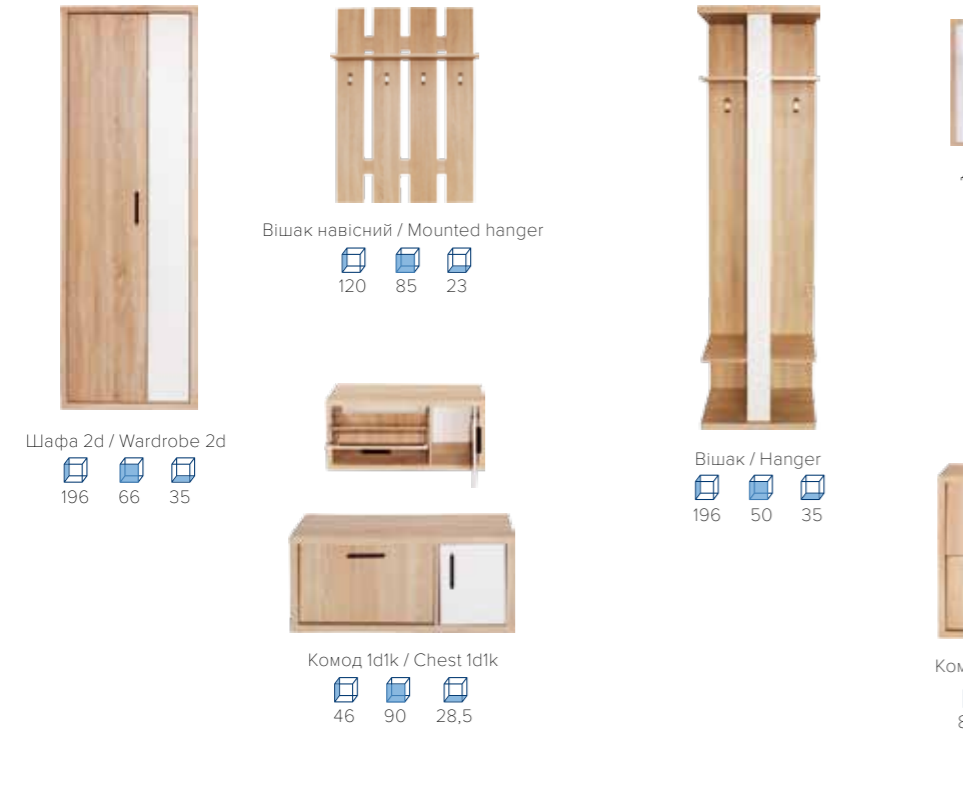 Вішак навісний / Mounted hanger
120 85 23
Шафа 2d / Wardrobe 2d
196 66 35
Вішак / Hanger
196 50 35
Комод 1d1k / Chest 1d1k
46 90 28,5